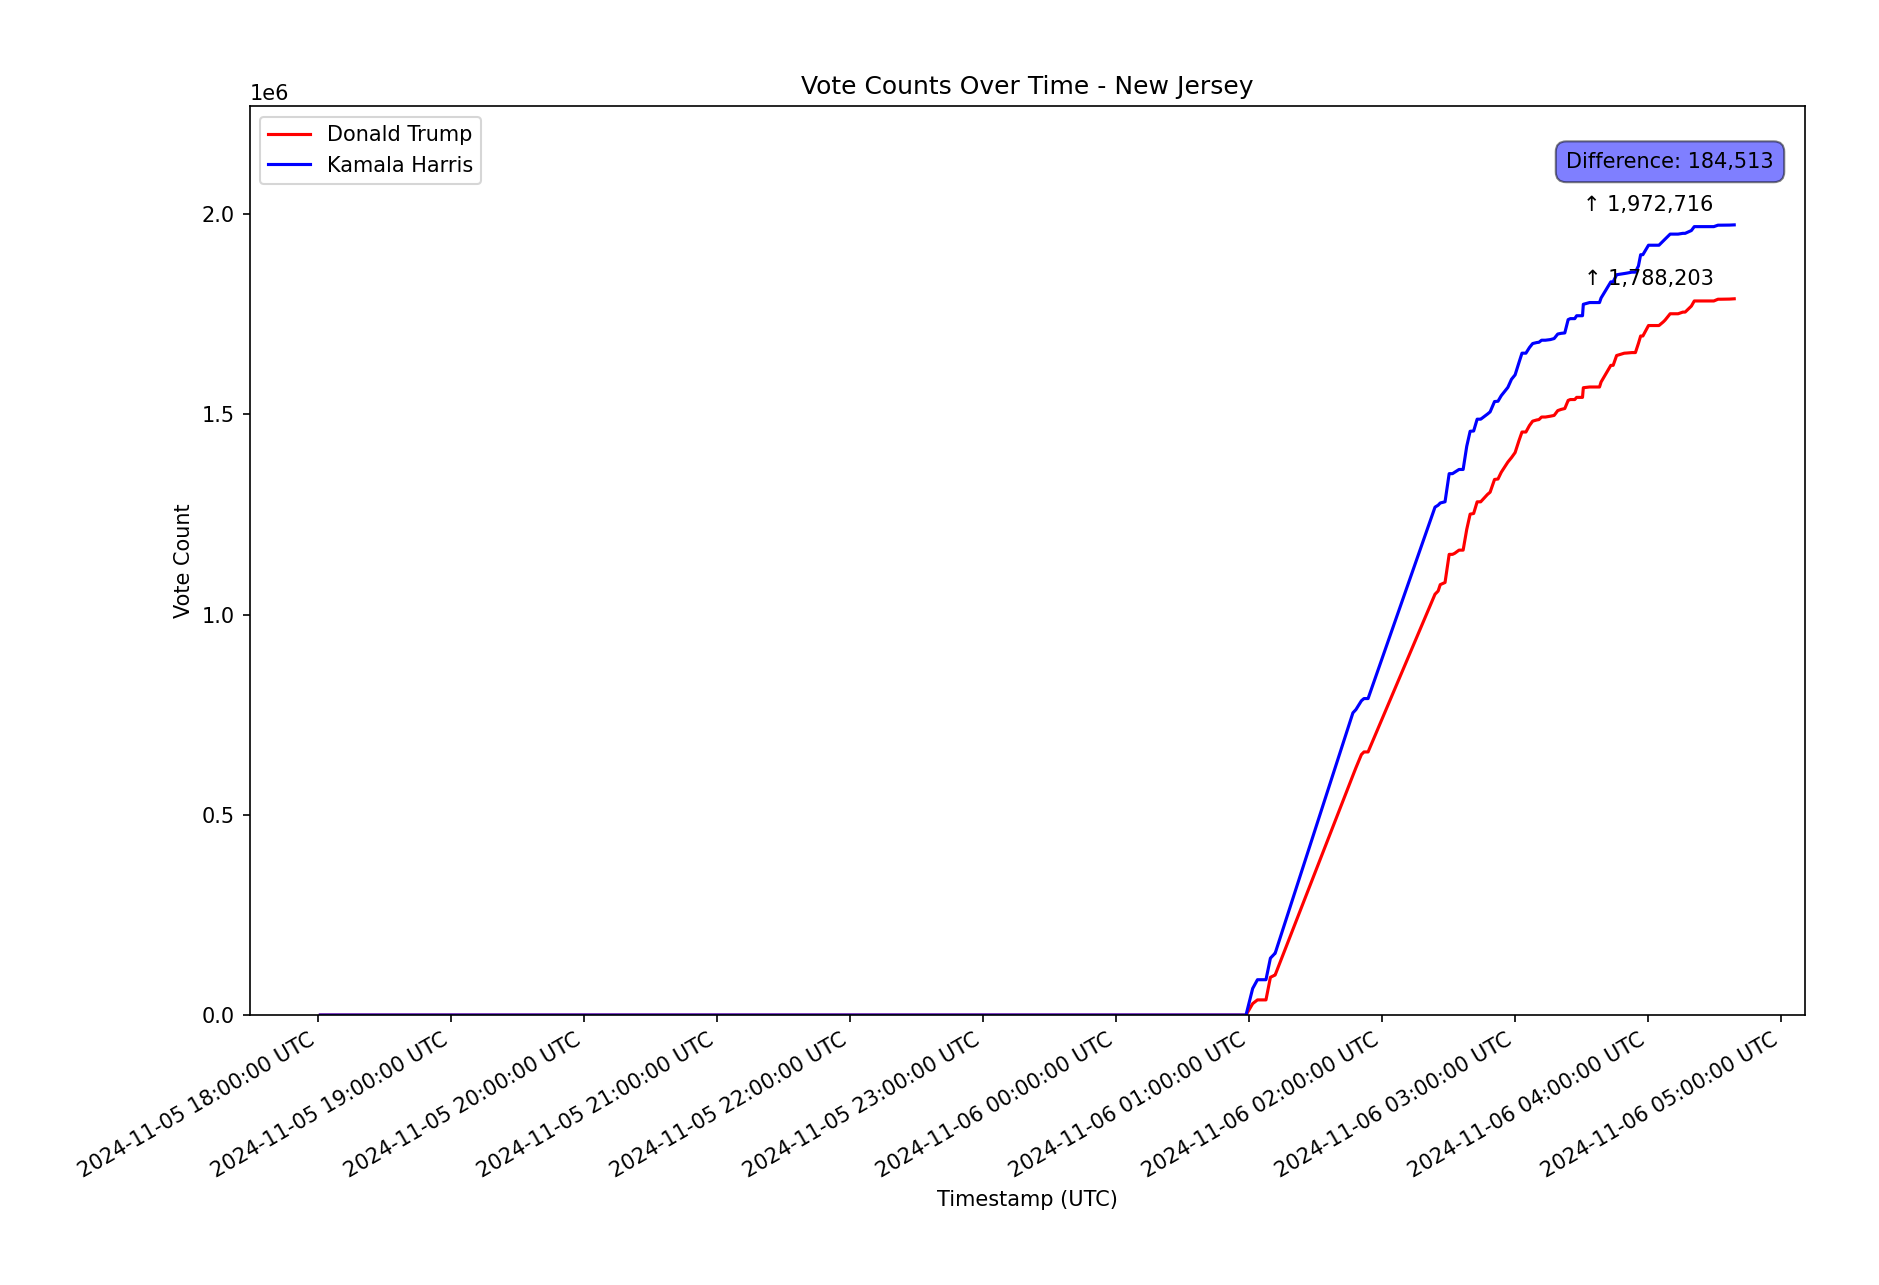 Vote Counts Over Time - New Jersey
1e6
Donald Trump
Kamala Harris
Difference: 184,513
↑ 1,972,716
↑ 1,788,203
2.0
1.5
1.0
0.5
0.0
Vote Count
2024-11-05 18:00:00 UTC
2024-11-05 19:00:00 UTC
2024-11-05 20:00:00 UTC
2024-11-05 21:00:00 UTC
2024-11-05 22:00:00 UTC
2024-11-05 23:00:00 UTC
2024-11-06 00:00:00 UTC
2024-11-06 01:00:00 UTC
2024-11-06 02:00:00 UTC
2024-11-06 03:00:00 UTC
2024-11-06 04:00:00 UTC
2024-11-06 05:00:00 UTC
Timestamp (UTC)